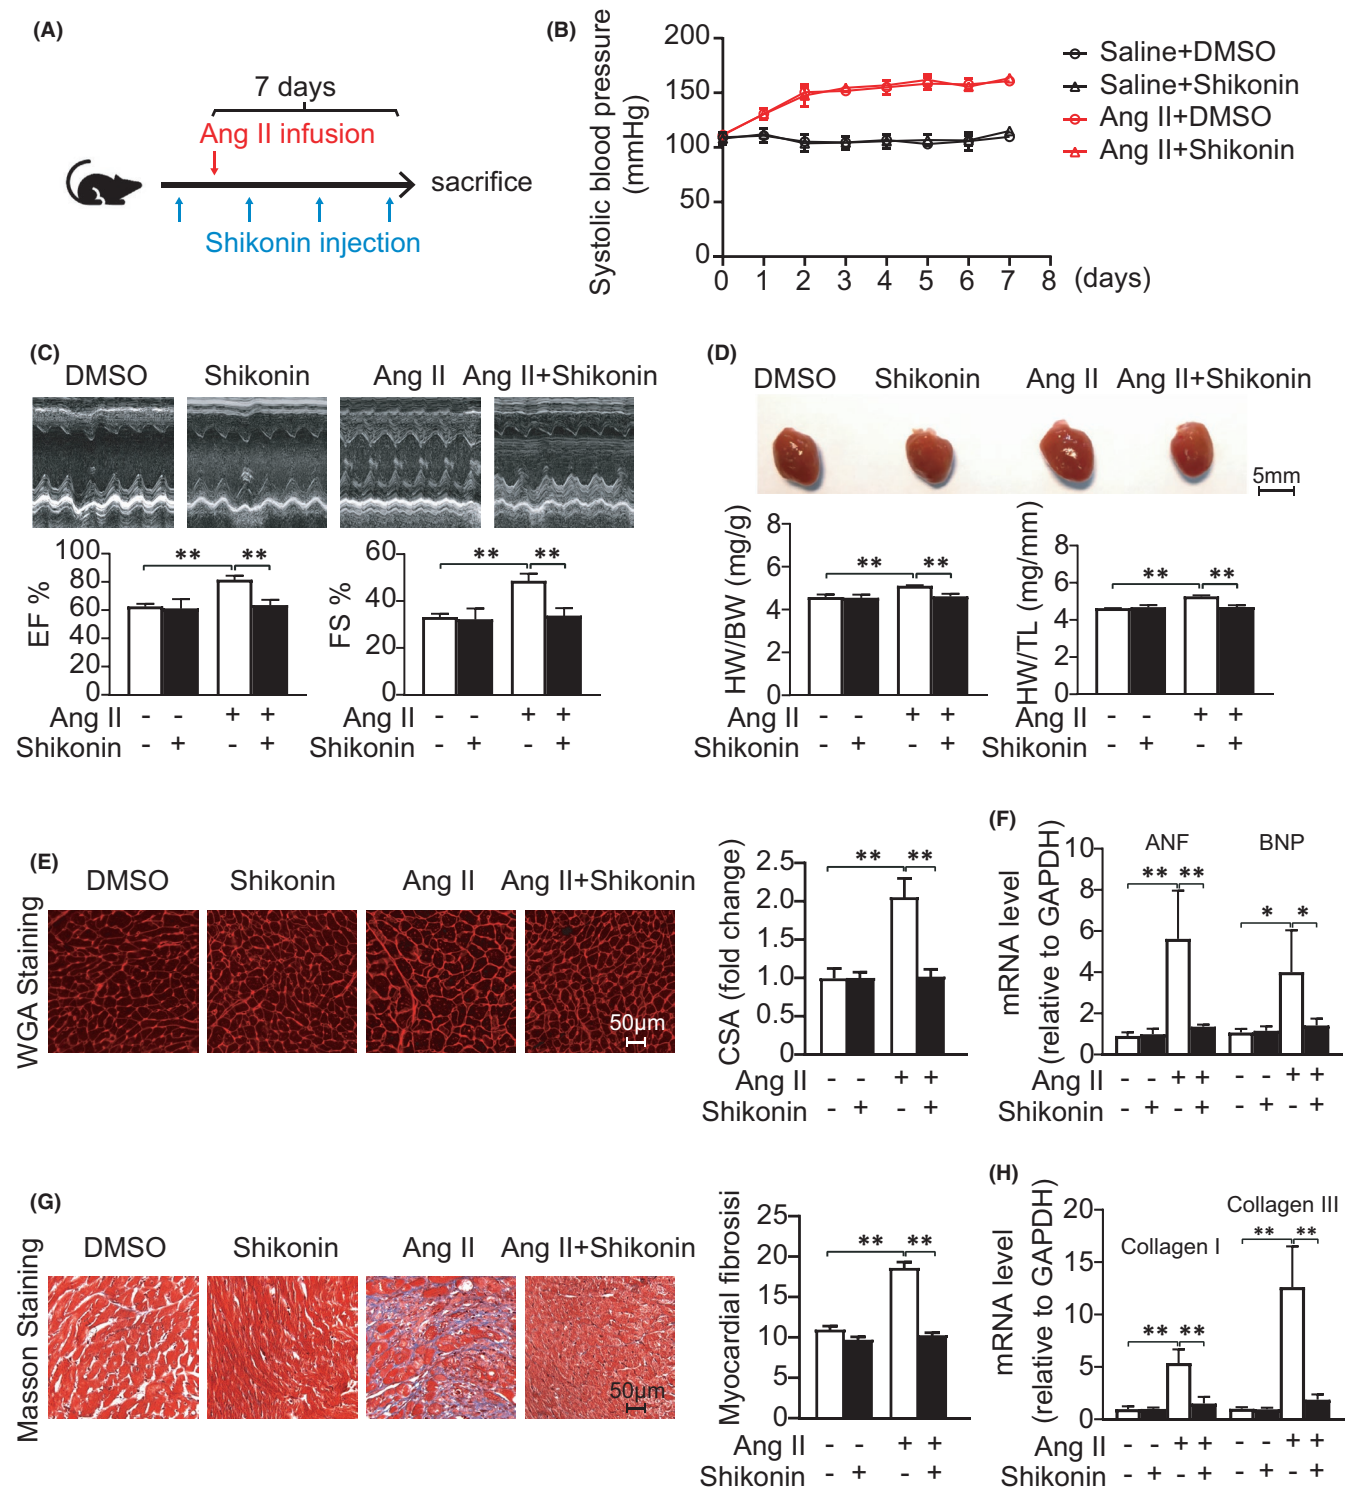 (A)
7 days
Ang II infusion
sacrifice
Shikonin injection
(B)
Systolic blood pressure
(mmHg)
200
150
100
50
0
0 1 2 3 4 5 6 7 8 (days)
Saline+DMSO
Saline+Shikonin
Ang II+DMSO
Ang II+Shikonin
(C)
DMSO Shikonin Ang II Ang II+Shikonin
EF %
100
80
60
40
20
0
** **
Ang II - - + +
Shikonin - + - +
FS %
60
40
20
0
** **
Ang II - - + +
Shikonin - + - +
(D)
DMSO Shikonin Ang II Ang II+Shikonin
5mm
HW/BW (mg/g)
8
6
4
2
0
** **
Ang II - - + +
Shikonin - + - +
HW/TL (mg/mm)
8
6
4
2
0
** **
Ang II - - + +
Shikonin - + - +
(E)
WGA Staining
DMSO Shikonin Ang II Ang II+Shikonin
50μm
CSA (fold change)
2.5
2.0
1.5
1.0
0.5
0
** **
Ang II - - + +
Shikonin - + - +
(F)
mRNA level
(relative to GAPDH)
10
8
6
4
2
0
ANF BNP
** ** * *
Ang II - - + + - - + +
Shikonin - + - + - + - +
(G)
Masson Staining
DMSO Shikonin Ang II Ang II+Shikonin
50μm
Myocardial fibrosisi
25
20
15
10
5
0
** **
Ang II - - + +
Shikonin - + - +
(H)
mRNA level
(relative to GAPDH)
20
15
10
5
0
Collagen III
** **
Collagen I
** **
Ang II - - + + - - + +
Shikonin - + - + - + - +